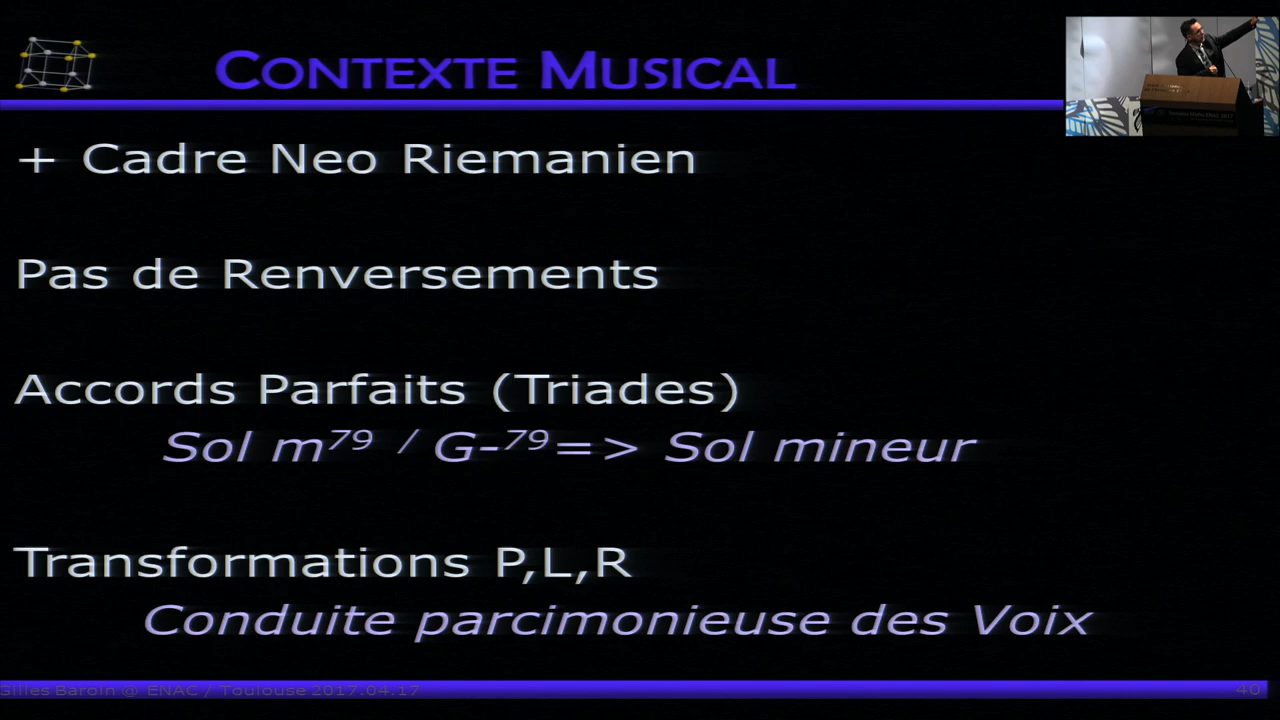 CONTEXTE MUSICAL
+ Cadre Neo Riemanien
Pas de Renversements
Accords Parfaits (Triades)
Sol m⁷⁹ / G-⁷⁹=> Sol mineur
Transformations P,L,R
Conduite parcimonieuse des Voix
Gilles Baroin @ ENAC / Toulouse 2017.04.17
40